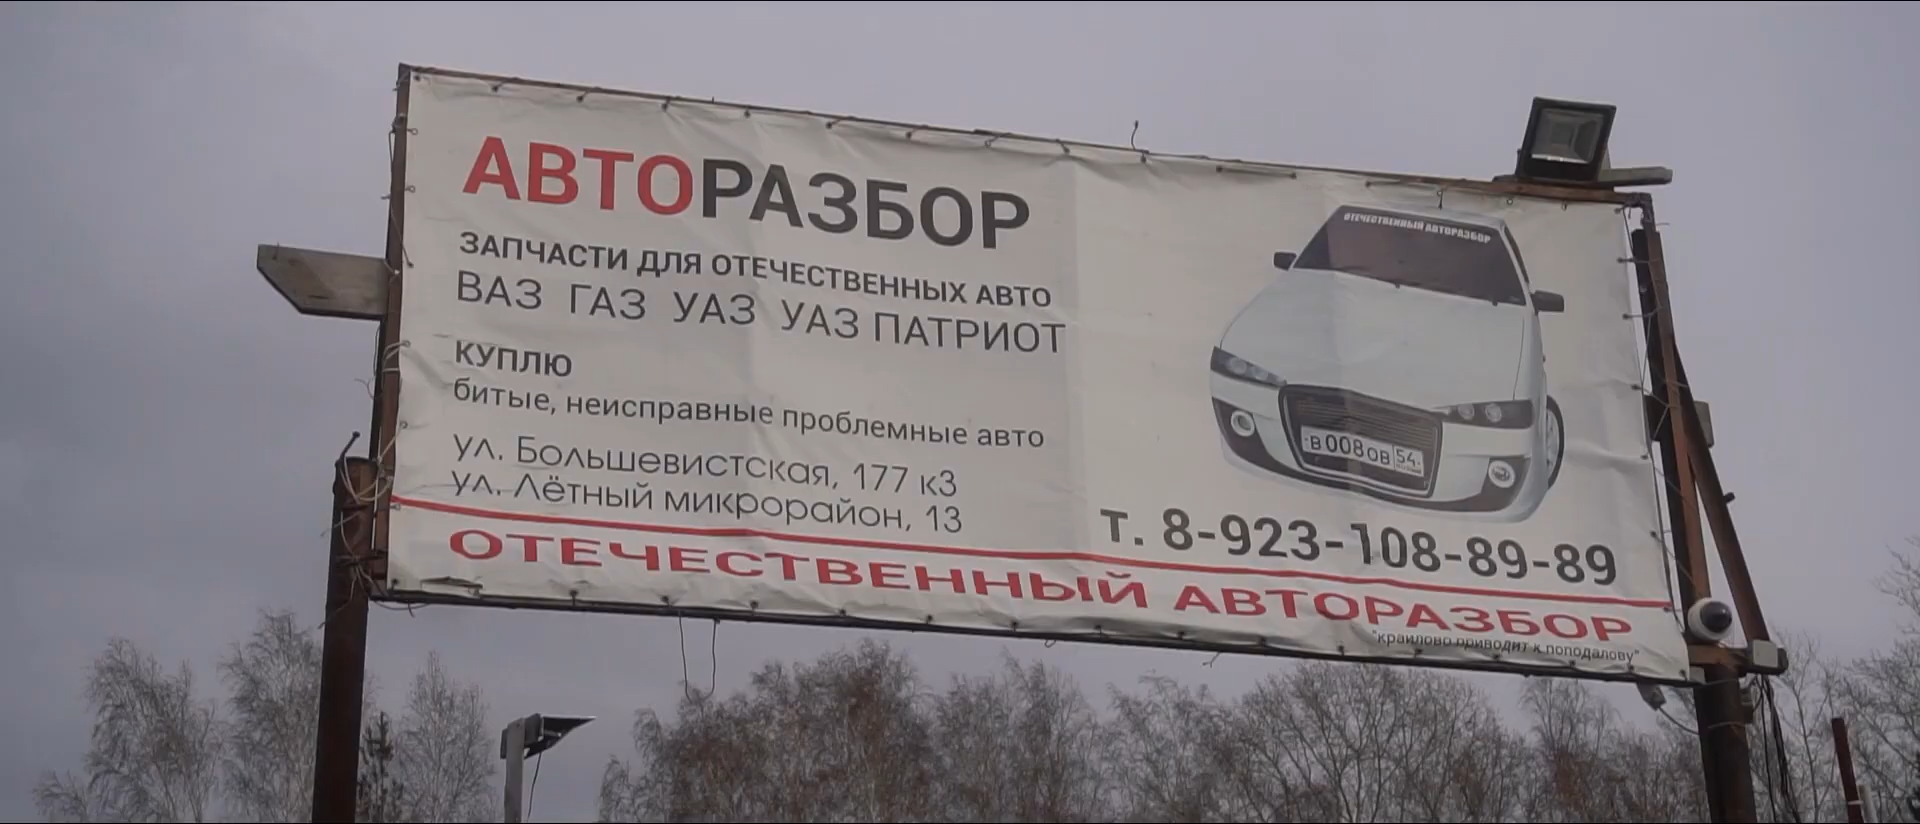 АВТОРАЗБОР
ЗАПЧАСТИ ДЛЯ ОТЕЧЕСТВЕННЫХ АВТО
ВАЗ ГАЗ УАЗ УАЗ ПАТРИОТ
КУПЛЮ
битые, неисправные проблемные авто
ул. Большевистская, 177 к3
ул. Лётный микрорайон, 13
ОТЕЧЕСТВЕННЫЙ АВТОРАЗБОР
В008ОВ 54
т. 8-923-108-89-89
ОТЕЧЕСТВЕННЫЙ АВТОРАЗБОР
"краилово приводит к поподалову"